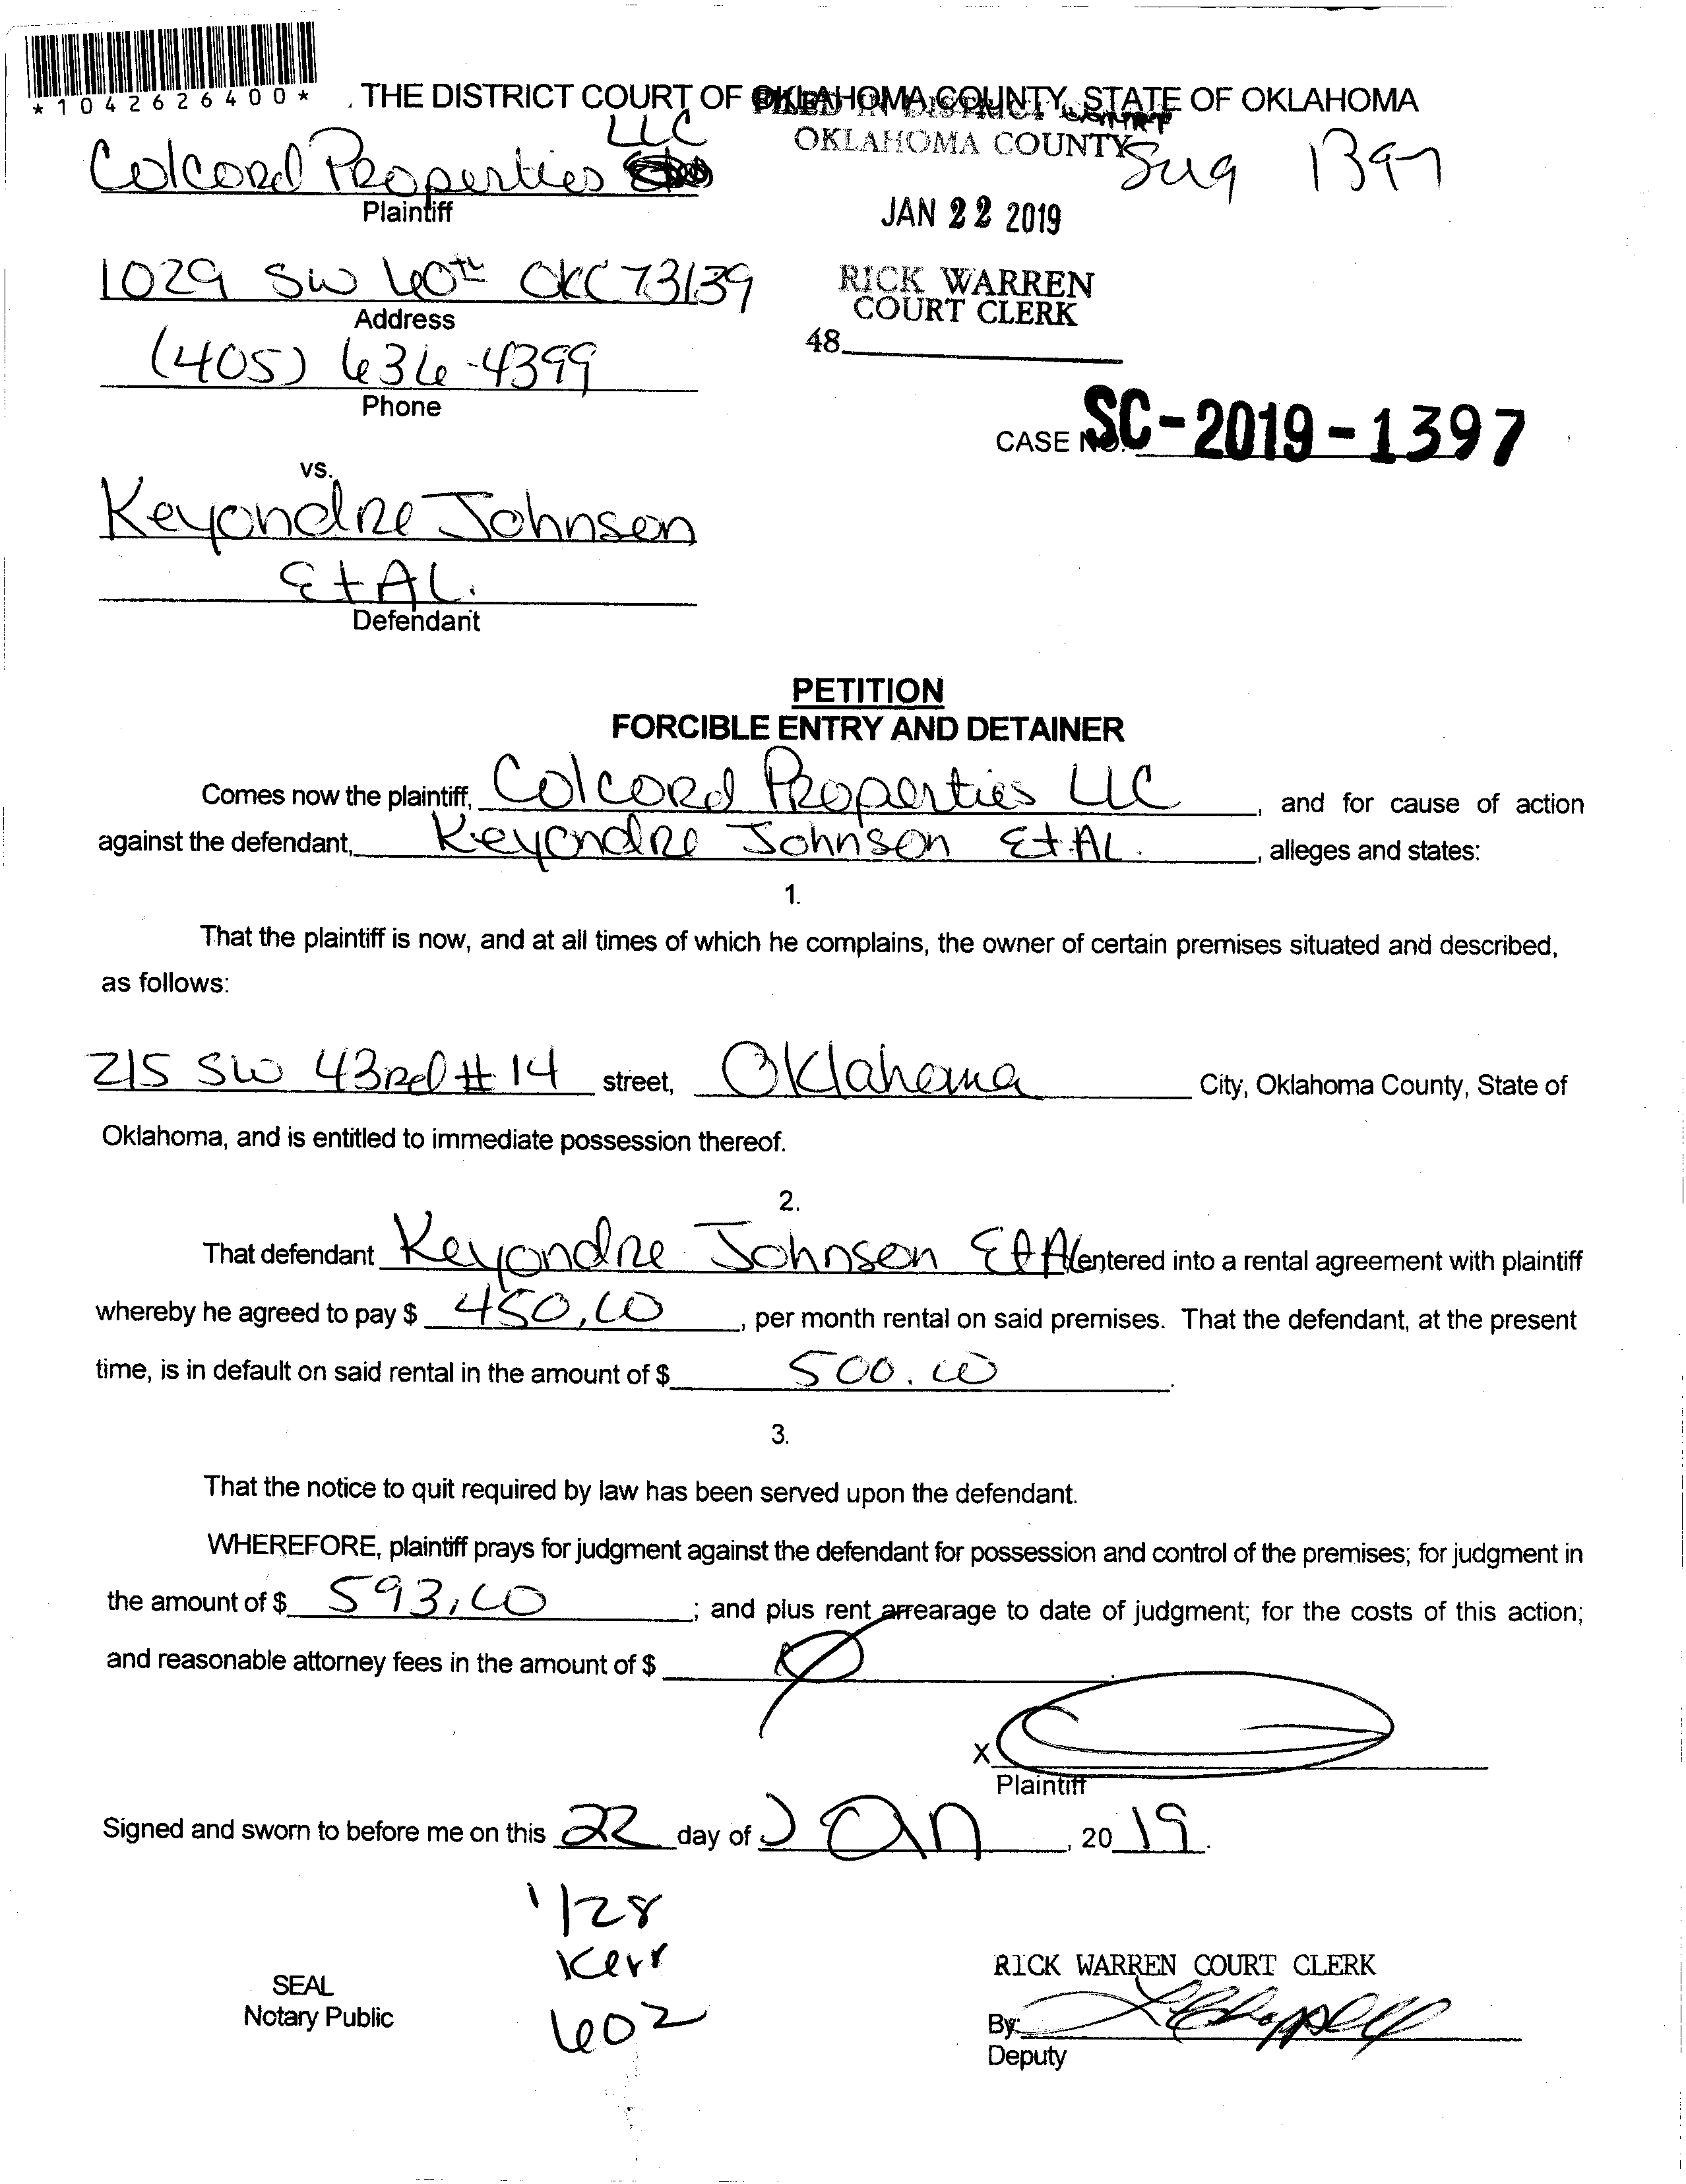 *1042626400*
THE DISTRICT COURT OF OKLAHOMA COUNTY, STATE OF OKLAHOMA
FILED IN DISTRICT COURT
OKLAHOMA COUNTY
1397
Colcord Properties LLC
Plaintiff
JAN 22 2019
1029 SW 60th OKC 73139
Address
RICK WARREN
COURT CLERK
48
(405) 636-4399
Phone
CASE NO. SC-2019-1397
vs.
Keyondre Johnson
Et AL.
Defendant
PETITION
FORCIBLE ENTRY AND DETAINER
Comes now the plaintiff, Colcord Properties LLC, and for cause of action
against the defendant, Keyondre Johnson Et.AL., alleges and states:
1.
That the plaintiff is now, and at all times of which he complains, the owner of certain premises situated and described,
as follows:
215 SW 43rd #14 street, Oklahoma City, Oklahoma County, State of
Oklahoma, and is entitled to immediate possession thereof.
2.
That defendant Keyondre Johnson Et Al entered into a rental agreement with plaintiff
whereby he agreed to pay $ 450.00, per month rental on said premises. That the defendant, at the present
time, is in default on said rental in the amount of $ 500.00.
3.
That the notice to quit required by law has been served upon the defendant.
WHEREFORE, plaintiff prays for judgment against the defendant for possession and control of the premises; for judgment in
the amount of $ 593.00; and plus rent arrearage to date of judgment; for the costs of this action;
and reasonable attorney fees in the amount of $ 0
X
Plaintiff
Signed and sworn to before me on this 22 day of Jan, 2019.
1/28
Kerr
602
SEAL
Notary Public
RICK WARREN COURT CLERK
By:
Deputy